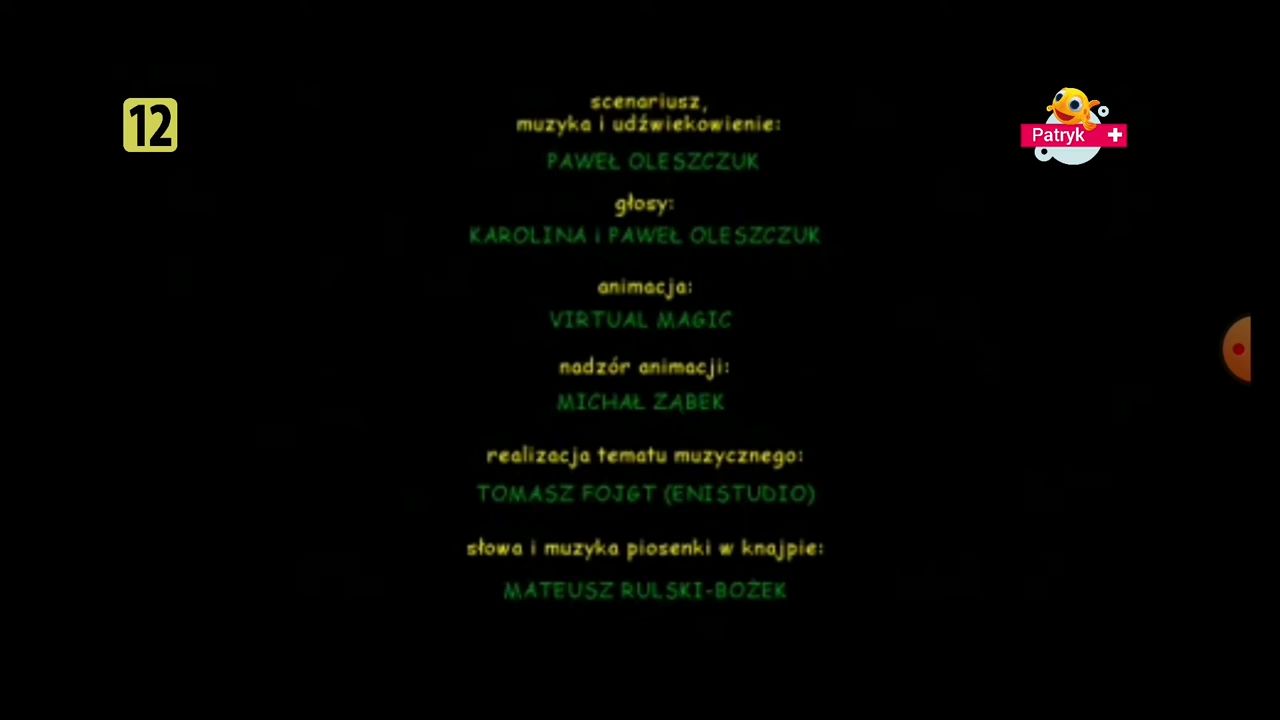 12
Patryk +
scenariusz,
muzyka i udźwiekowienie:
PAWEŁ OLESZCZUK
głosy:
KAROLINA i PAWEŁ OLESZCZUK
animacja:
VIRTUAL MAGIC
nadzór animacji:
MICHAŁ ZĄBEK
realizacja tematu muzycznego:
TOMASZ FOJGT (ENISTUDIO)
słowa i muzyka piosenki w knajpie:
MATEUSZ RULSKI-BOŻEK